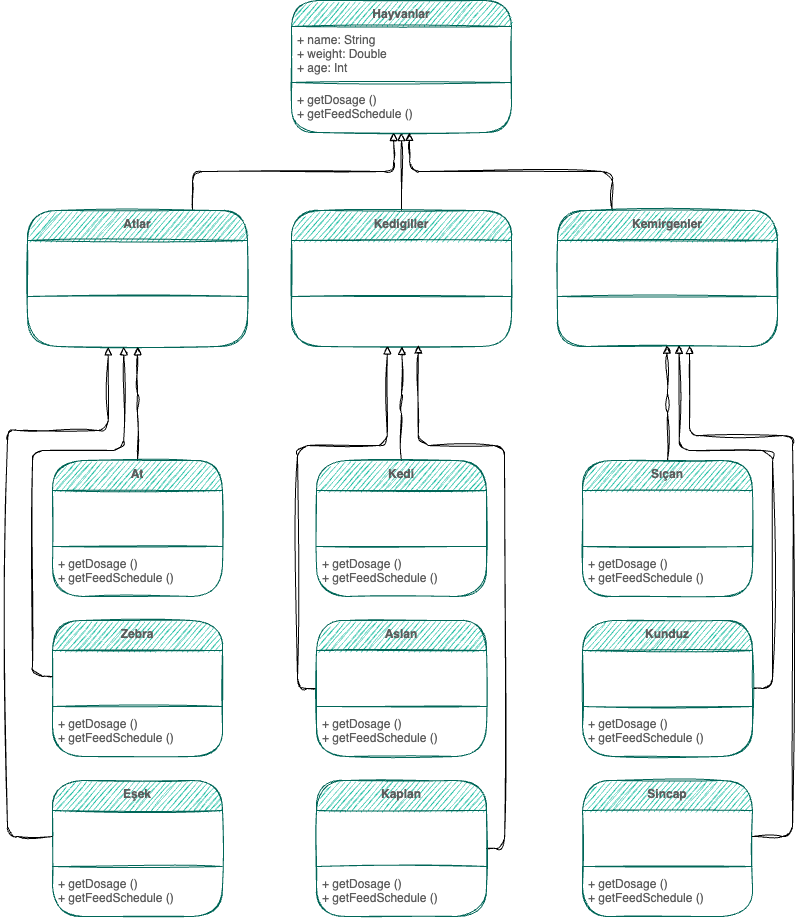 Hayvanlar
+ name: String
+ weight: Double
+ age: Int
+ getDosage ()
+ getFeedSchedule ()
Atlar
Kedigiller
Kemirgenler
At
+ getDosage ()
+ getFeedSchedule ()
Kedi
+ getDosage ()
+ getFeedSchedule ()
Sıçan
+ getDosage ()
+ getFeedSchedule ()
Zebra
+ getDosage ()
+ getFeedSchedule ()
Aslan
+ getDosage ()
+ getFeedSchedule ()
Kunduz
+ getDosage ()
+ getFeedSchedule ()
Eşek
+ getDosage ()
+ getFeedSchedule ()
Kaplan
+ getDosage ()
+ getFeedSchedule ()
Sincap
+ getDosage ()
+ getFeedSchedule ()